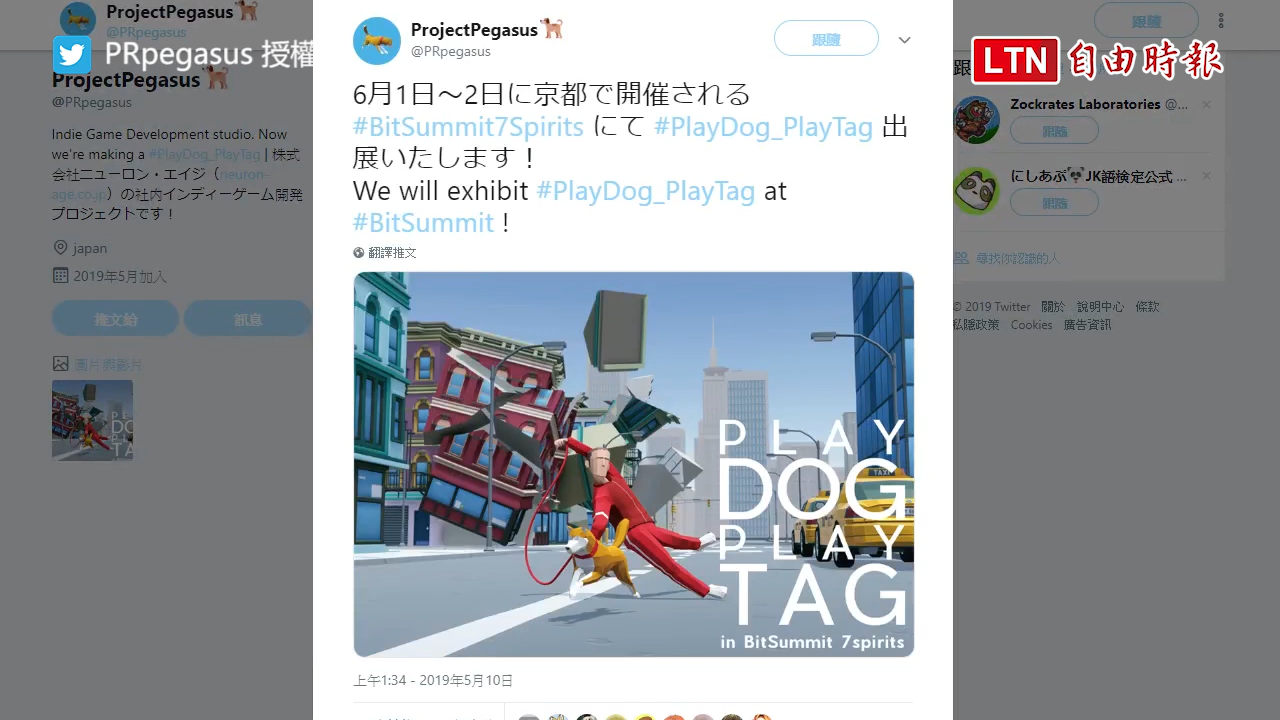 ProjectPegasus
@PRpegasus
PRpegasus 授權
ProjectPegasus
@PRpegasus
Indie Game Development studio. Now
we're making a #PlayDog_PlayTag | 株式
会社ニューロン・エイジ（neuron-
age.co.jp）の社内インディーゲーム開発
プロジェクトです！
japan
2019年5月加入
推文給
訊息
圖片與影片
ProjectPegasus
@PRpegasus
跟隨
6月1日～2日に京都で開催される
#BitSummit7Spirits にて #PlayDog_PlayTag 出
展いたします！
We will exhibit #PlayDog_PlayTag at
#BitSummit !
翻譯推文
PLAY
DOG
PLAY
TAG
in BitSummit 7spirits
TAXI
上午1:34 - 2019年5月10日
跟隨
LTN 自由時報
跟
Zockrates Laboratories @...
跟隨
にしあぷ🐼JK語検定公式 ...
跟隨
尋找你認識的人
© 2019 Twitter 關於 說明中心 條款
私隱政策 Cookies 廣告資訊